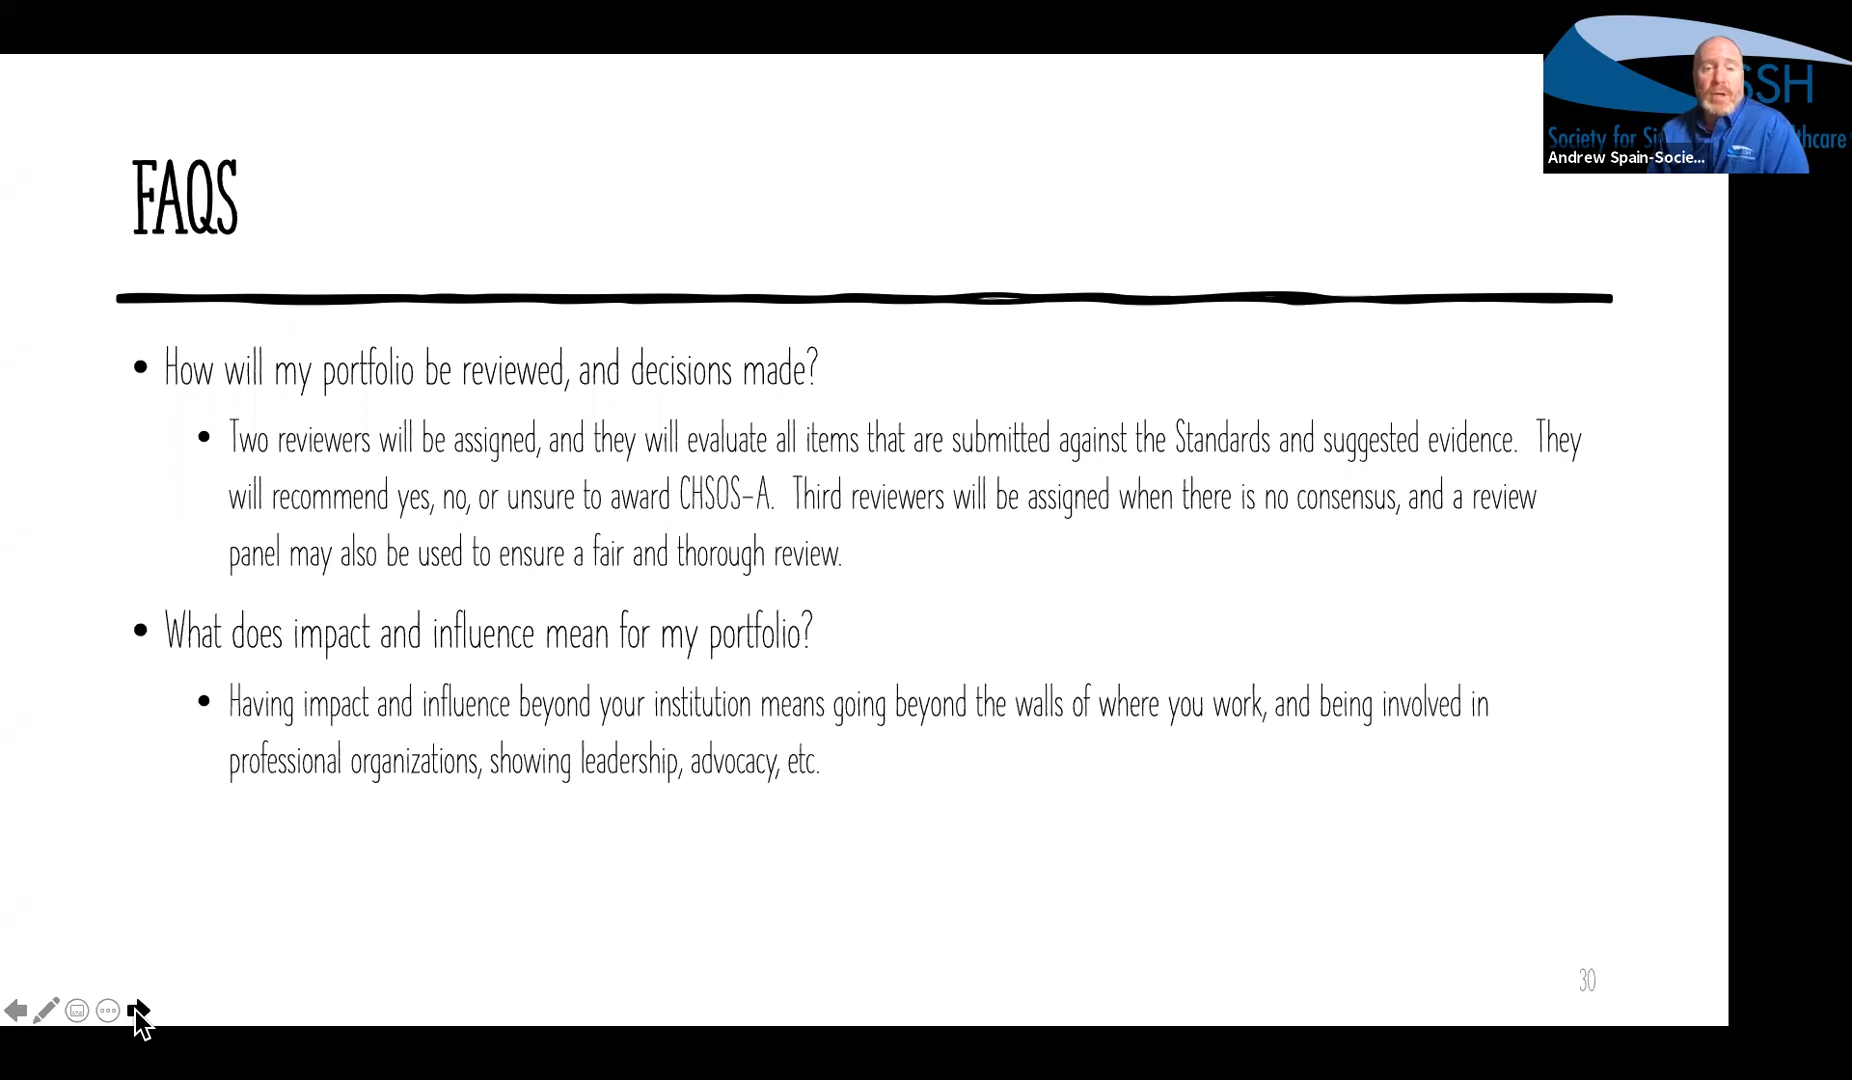 SSH
Society for Si lthcare
Andrew Spain-Socie...
FAQS
• How will my portfolio be reviewed, and decisions made?
• Two reviewers will be assigned, and they will evaluate all items that are submitted against the Standards and suggested evidence. They
will recommend yes, no, or unsure to award CHSOS-A. Third reviewers will be assigned when there is no consensus, and a review
panel may also be used to ensure a fair and thorough review.
• What does impact and influence mean for my portfolio?
• Having impact and influence beyond your institution means going beyond the walls of where you work, and being involved in
professional organizations, showing leadership, advocacy, etc.
30